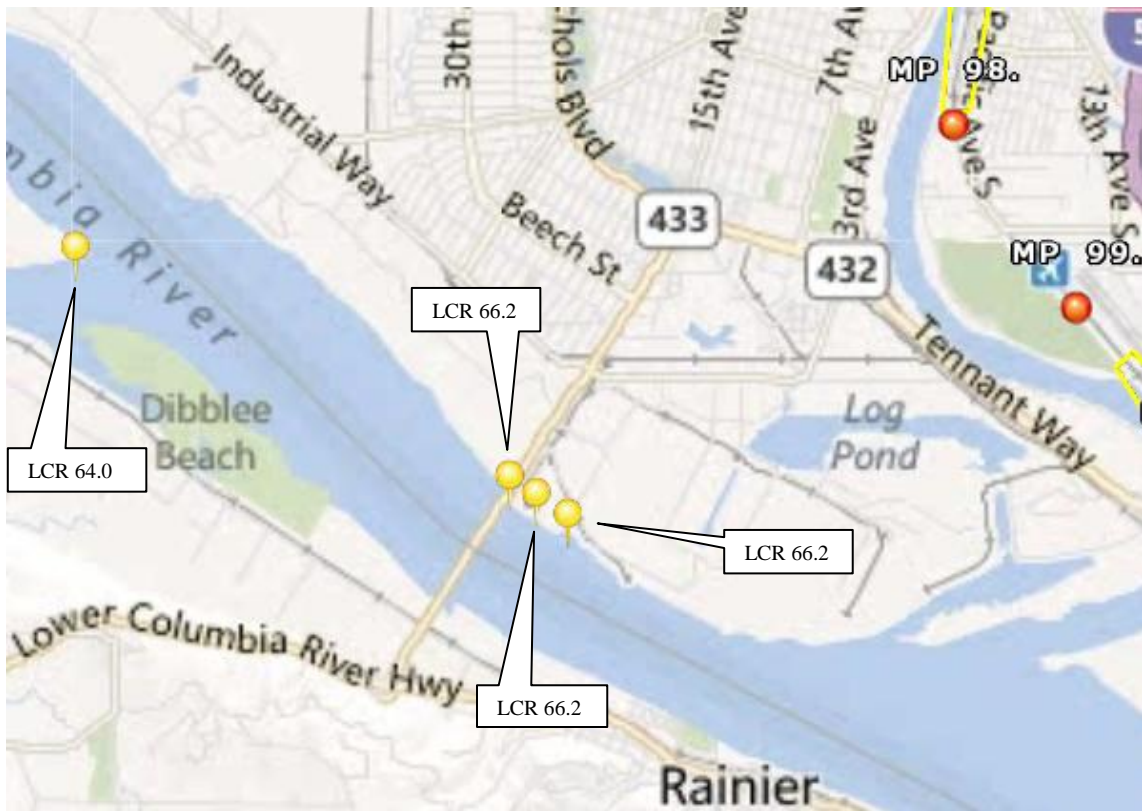 30th
Nichols Blvd
15th Ave
7th Av
MP 98.
Ave S
13th Ave S
Industrial Way
3rd Ave
433
432
Beech St
MP 99.
mbia River
LCR 66.2
Tennant Way
Dibblee
Beach
Log
Pond
LCR 64.0
LCR 66.2
Lower Columbia River Hwy
LCR 66.2
Rainier